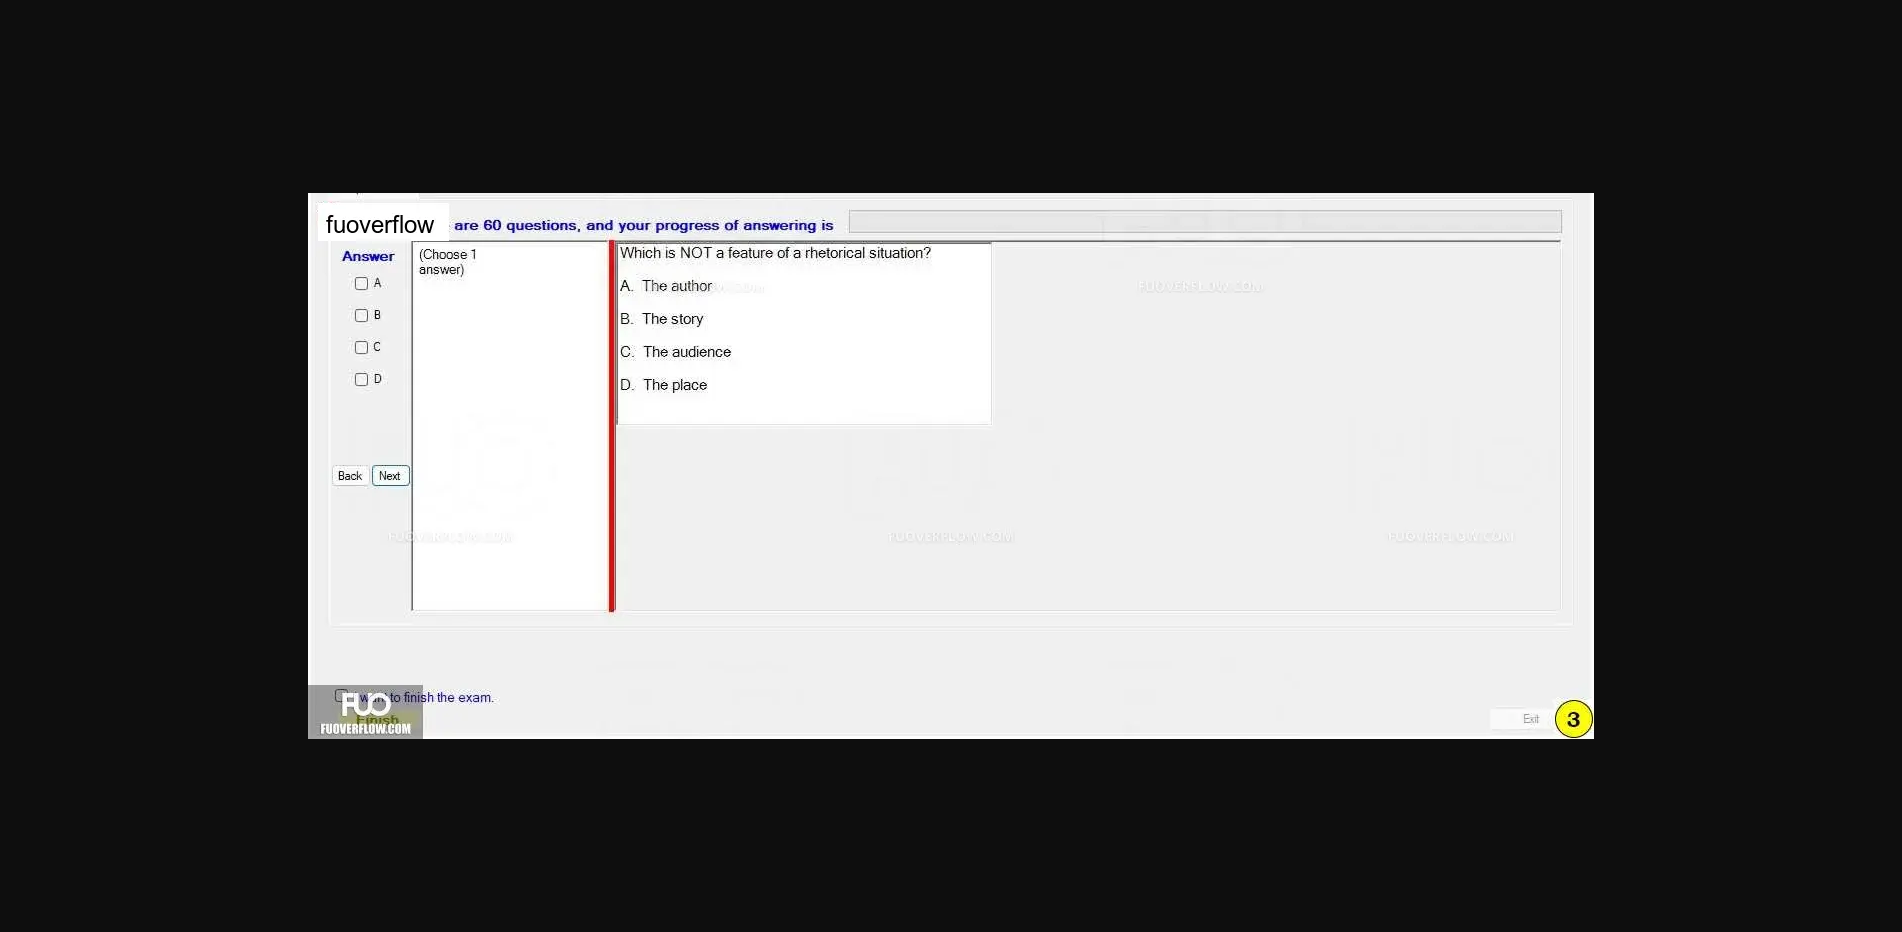 fuoverflow are 60 questions, and your progress of answering is
Answer
A
B
C
D
Back Next
(Choose 1
answer)
Which is NOT a feature of a rhetorical situation?
A. The author
B. The story
C. The audience
D. The place
FUOVERFLOW.COM
FUOVERFLOW.COM FUOVERFLOW.COM FUOVERFLOW.COM
I want to finish the exam.
Finish
FUO
FUOVERFLOW.COM
Exit
3